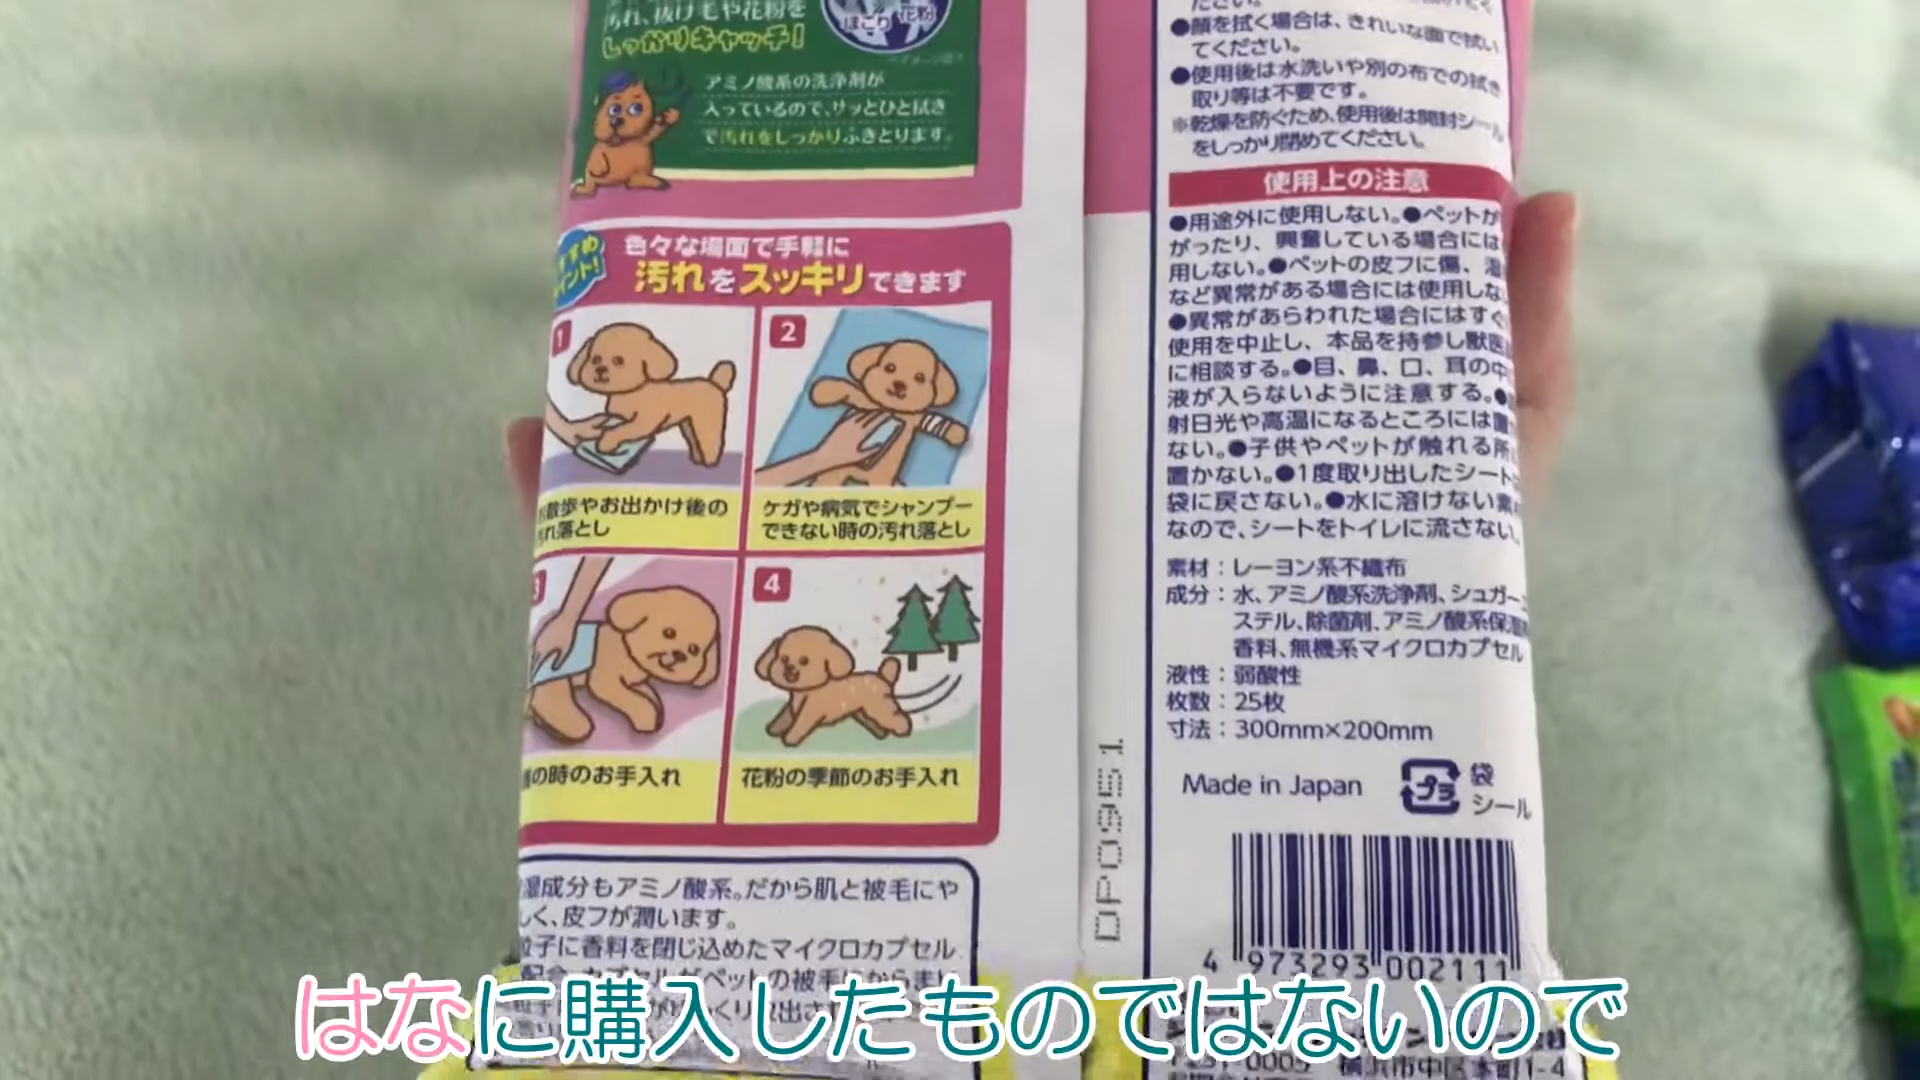 汚れ、抜け毛や花粉を
しっかりキャッチ!
ほこり 花粉
アミノ酸系の洗浄剤が
入っているので、サッとひと拭き
で汚れをしっかりふきとります。
色々な場面で手軽に
汚れをスッキリできます
1
散歩やお出かけ後の
汚れ落とし
2
ケガや病気でシャンプー
できない時の汚れ落とし
3
の時のお手入れ
4
花粉の季節のお手入れ
湿成分もアミノ酸系。だから肌と被毛にや
しく、皮フが潤います。
粒子に香料を閉じ込めたマイクロカプセル
ださい。
●顔を拭く場合は、きれいな面で拭い
てください。
●使用後は水洗いや別の布での拭き
取り等は不要です。
※乾燥を防ぐため、使用後は開封シール
をしっかり閉めてください。
使用上の注意
●用途外に使用しない。●ペットが
がったり、興奮している場合には
用しない。●ペットの皮フに傷、湿
など異常がある場合には使用しな
●異常があらわれた場合にはすぐ
使用を中止し、本品を持参し獣医
に相談する。●目、鼻、口、耳の中
液が入らないように注意する。●
射日光や高温になるところには置
ない。●子供やペットが触れる所
置かない。●1度取り出したシート
袋に戻さない。●水に溶けない素
なので、シートをトイレに流さない。
素材:レーヨン系不織布
成分:水、アミノ酸系洗浄剤、シュガーエ
ステル、除菌剤、アミノ酸系保湿剤
香料、無機系マイクロカプセル
液性:弱酸性
枚数:25枚
寸法:300mm×200mm
Made in Japan
プラ
袋
シール
DP0951
4 973293 002111
横浜市中区本町1-4
はなに購入したものではないので